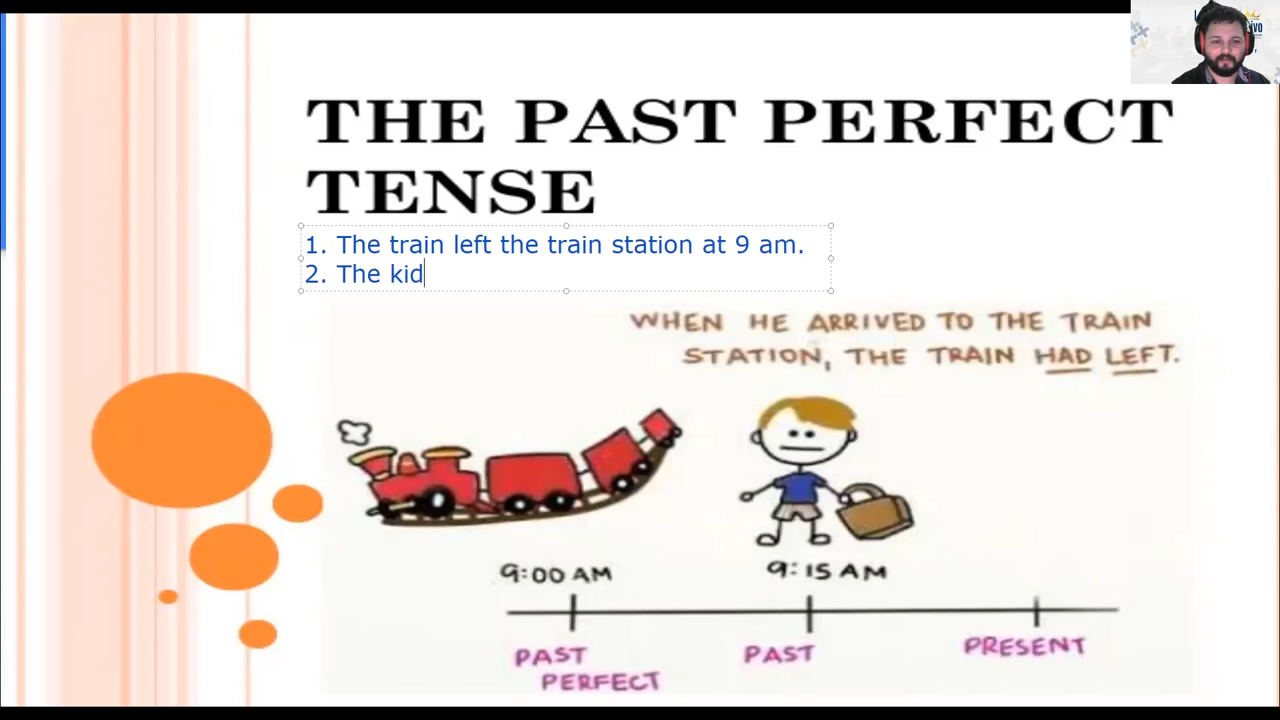 THE PAST PERFECT
TENSE
1. The train left the train station at 9 am.
2. The kid
WHEN HE ARRIVED TO THE TRAIN
STATION, THE TRAIN HAD LEFT.
9:00 AM
9:15 AM
PAST
PERFECT
PAST
PRESENT